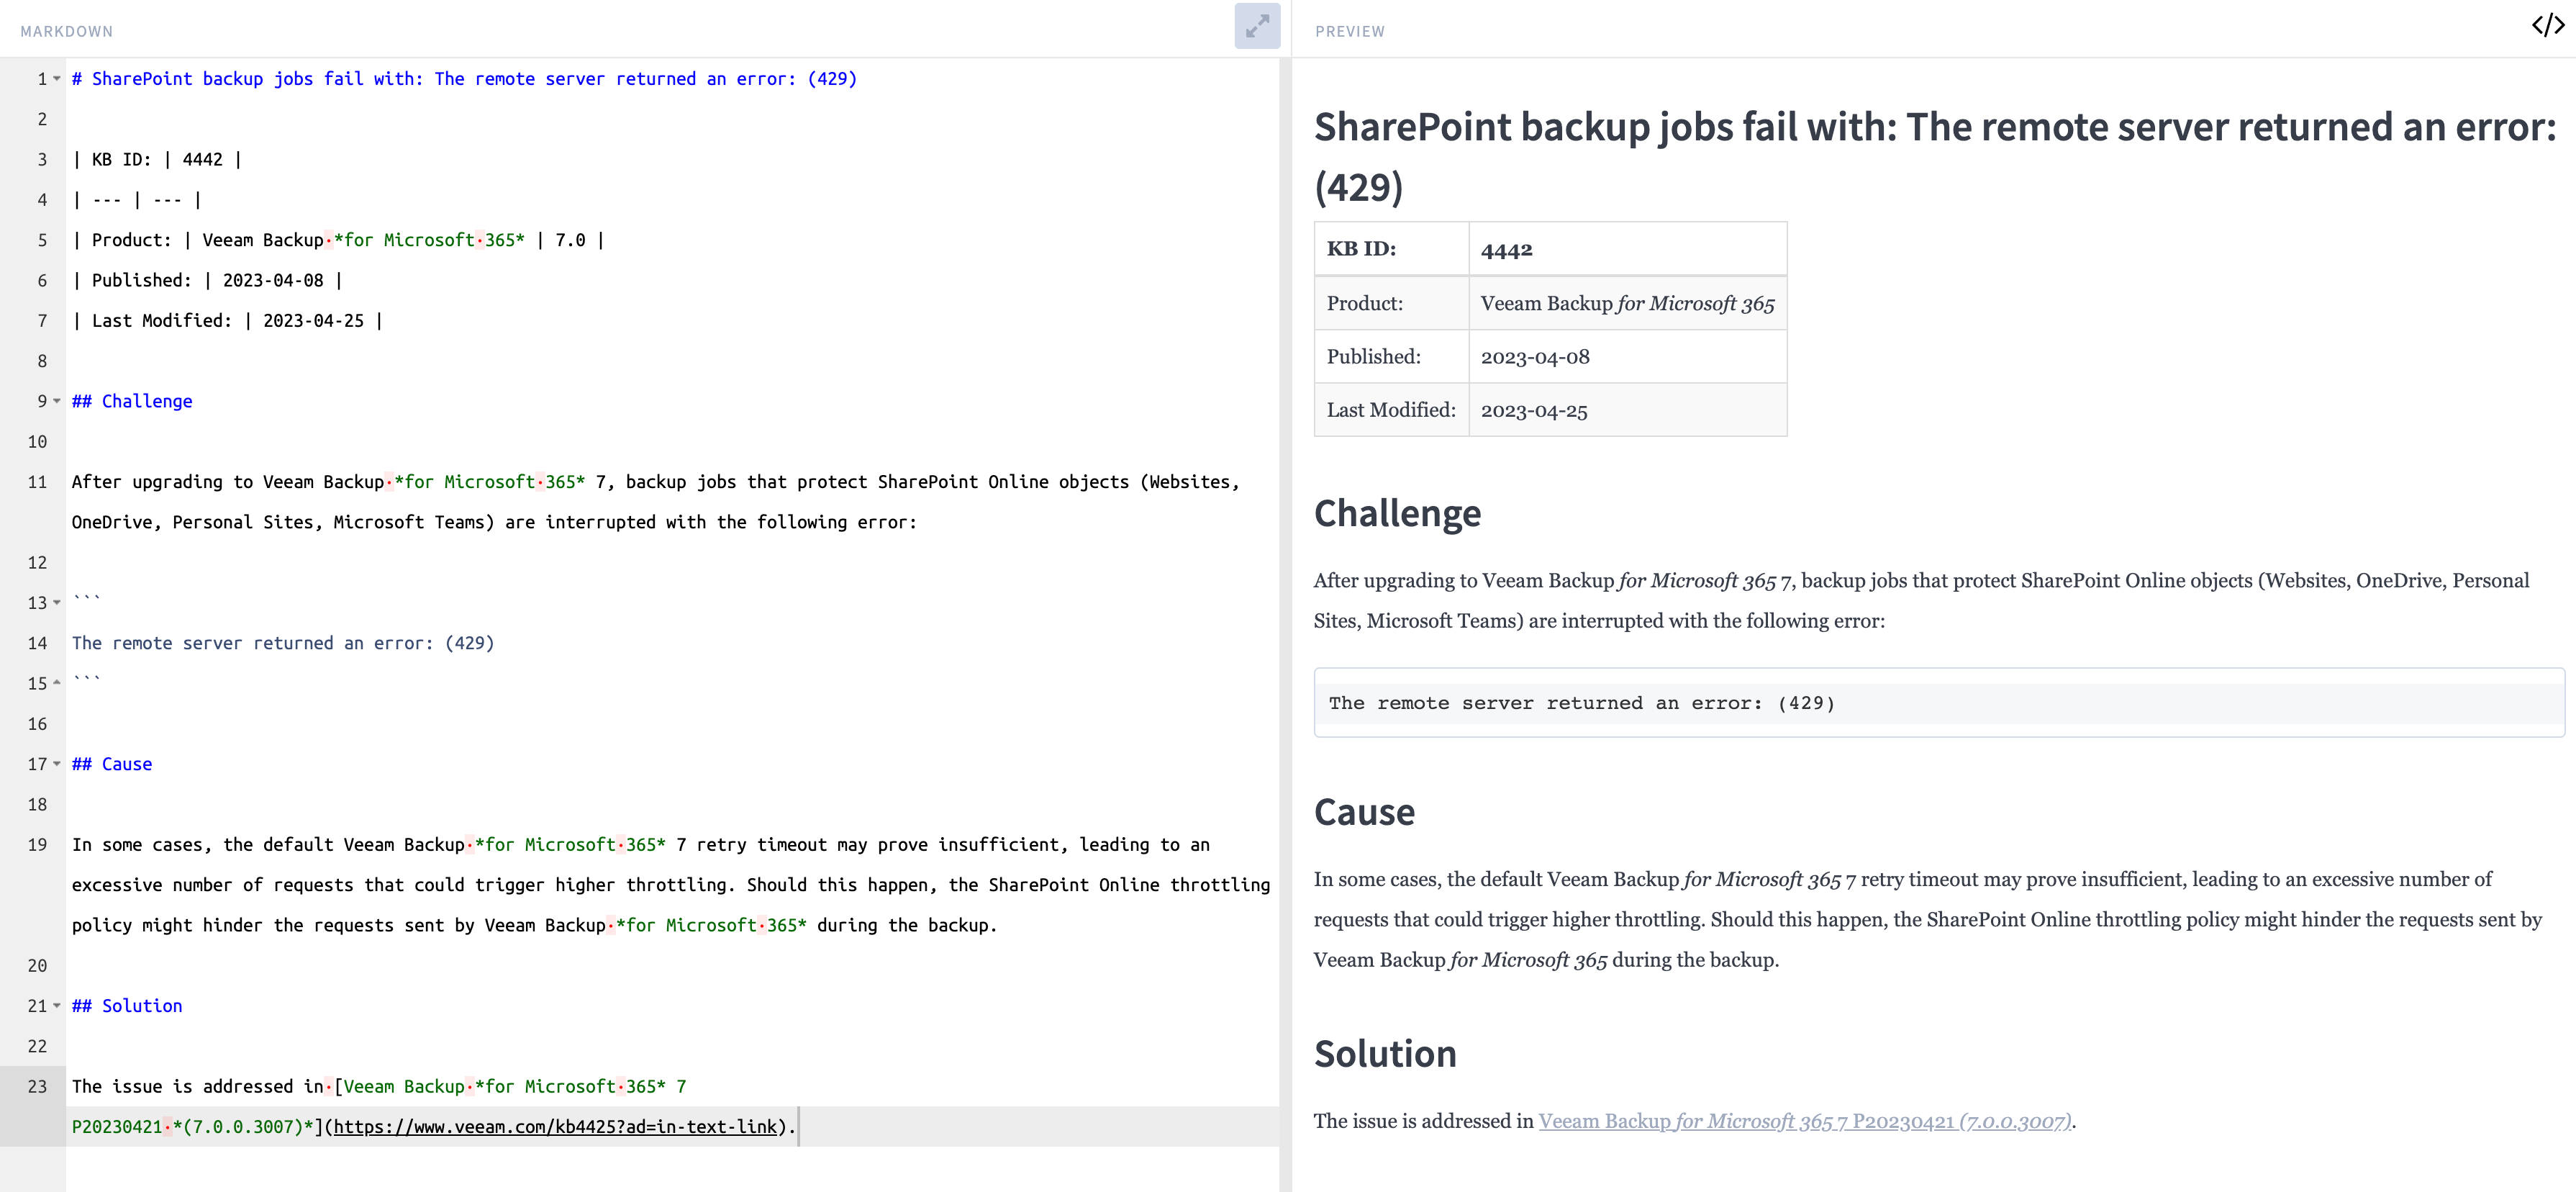 MARKDOWN
1 # SharePoint backup jobs fail with: The remote server returned an error: (429)
2
3 | KB ID: | 4442 |
4 | --- | --- |
5 | Product: | Veeam Backup·*for Microsoft·365* | 7.0 |
6 | Published: | 2023-04-08 |
7 | Last Modified: | 2023-04-25 |
8
9 ## Challenge
10
11 After upgrading to Veeam Backup·*for Microsoft·365* 7, backup jobs that protect SharePoint Online objects (Websites,
OneDrive, Personal Sites, Microsoft Teams) are interrupted with the following error:
12
13 ```
14 The remote server returned an error: (429)
15 ```
16
17 ## Cause
18
19 In some cases, the default Veeam Backup·*for Microsoft·365* 7 retry timeout may prove insufficient, leading to an
excessive number of requests that could trigger higher throttling. Should this happen, the SharePoint Online throttling
policy might hinder the requests sent by Veeam Backup·*for Microsoft·365* during the backup.
20
21 ## Solution
22
23 The issue is addressed in·[Veeam Backup·*for Microsoft·365* 7
P20230421·*(7.0.0.3007)*](https://www.veeam.com/kb4425?ad=in-text-link).
PREVIEW
</>
SharePoint backup jobs fail with: The remote server returned an error:
(429)
KB ID: 4442
Product: Veeam Backup for Microsoft 365
Published: 2023-04-08
Last Modified: 2023-04-25
Challenge
After upgrading to Veeam Backup for Microsoft 365 7, backup jobs that protect SharePoint Online objects (Websites, OneDrive, Personal
Sites, Microsoft Teams) are interrupted with the following error:
The remote server returned an error: (429)
Cause
In some cases, the default Veeam Backup for Microsoft 365 7 retry timeout may prove insufficient, leading to an excessive number of
requests that could trigger higher throttling. Should this happen, the SharePoint Online throttling policy might hinder the requests sent by
Veeam Backup for Microsoft 365 during the backup.
Solution
The issue is addressed in Veeam Backup for Microsoft 365 7 P20230421 (7.0.0.3007).